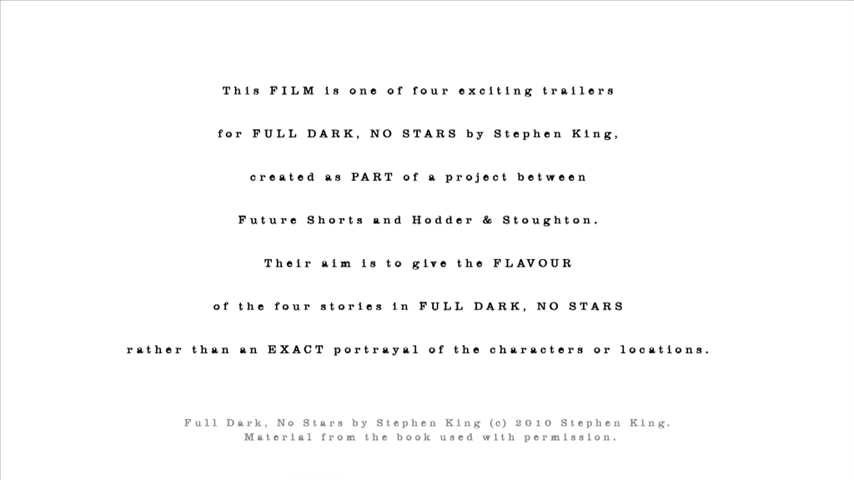 This FILM is one of four exciting trailers
for FULL DARK, NO STARS by Stephen King,
created as PART of a project between
Future Shorts and Hodder & Stoughton.
Their aim is to give the FLAVOUR
of the four stories in FULL DARK, NO STARS
rather than an EXACT portrayal of the characters or locations.
Full Dark, No Stars by Stephen King (c) 2010 Stephen King.
Material from the book used with permission.